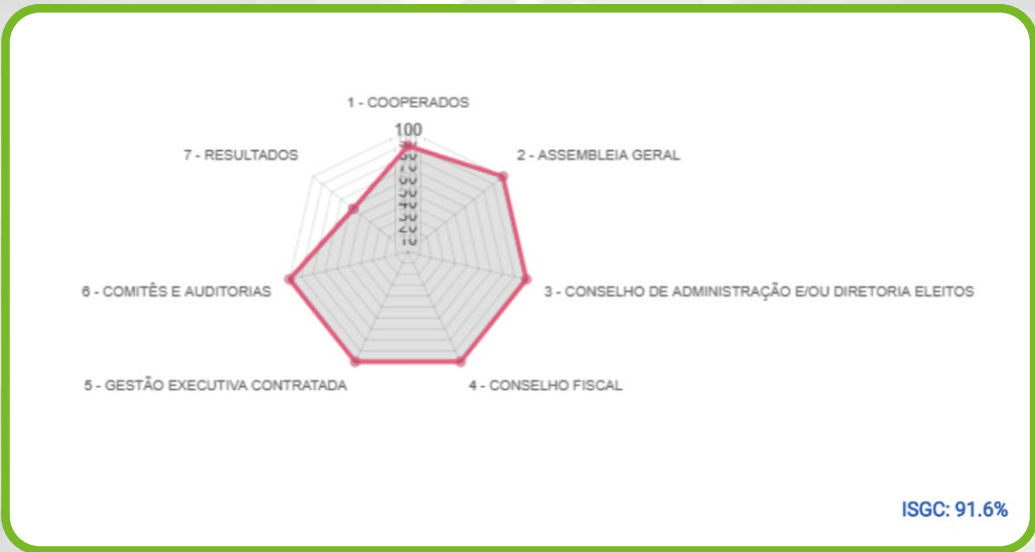 1 - COOPERADOS
100
7 - RESULTADOS
2 - ASSEMBLEIA GERAL
6 - COMITÊS E AUDITORIAS
3 - CONSELHO DE ADMINISTRAÇÃO E/OU DIRETORIA ELEITOS
5 - GESTÃO EXECUTIVA CONTRATADA
4 - CONSELHO FISCAL
ISGC: 91.6%